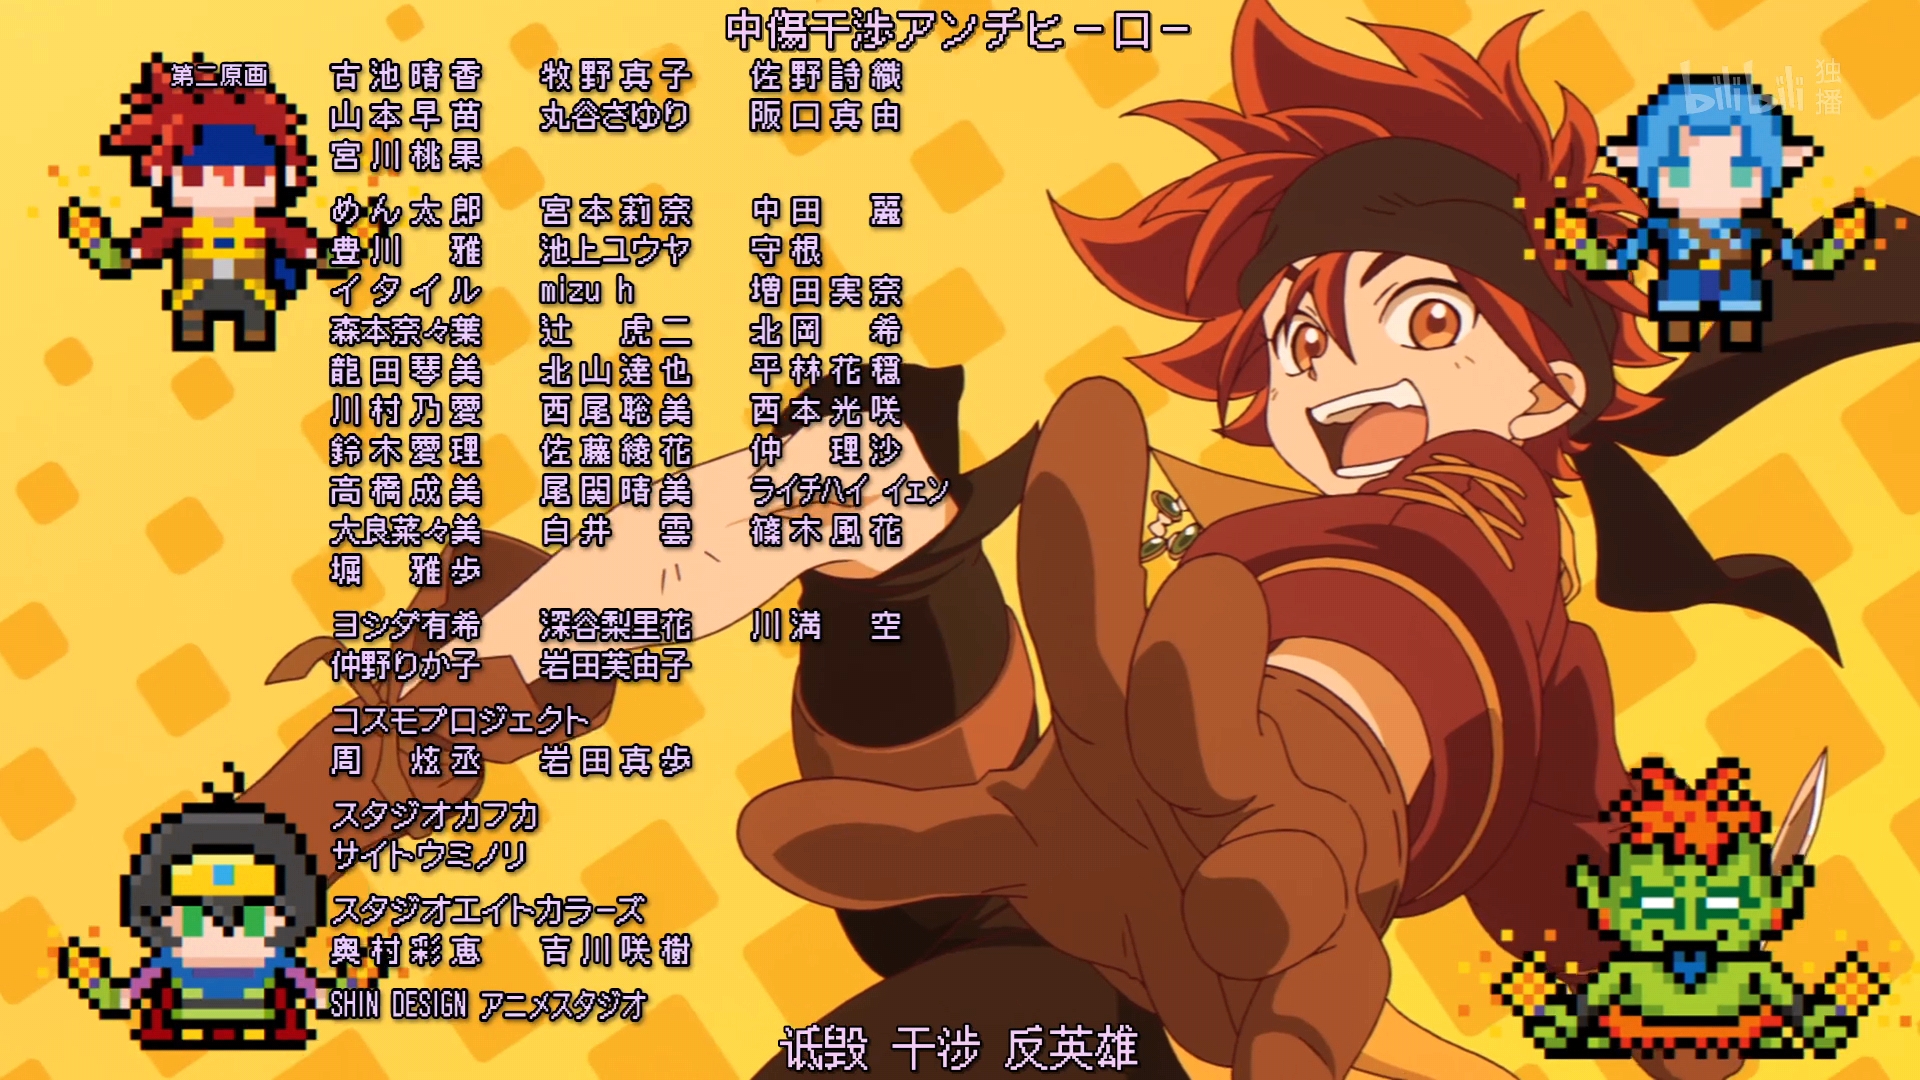 中傷干渉アンチヒーロー
bilibili 独播
第二原画
古池晴香 牧野真子 佐野詩織
山本早苗 丸谷さゆり 阪口真由
宮川桃果
めん太郎 宮本莉奈 中田 麗
豊川 雅 池上ユウヤ 守根
イタイル mizu h 増田実奈
森本奈々葉 辻 虎二 北岡 希
龍田琴美 北山達也 平林花穏
川村乃愛 西尾聡美 西本光咲
鈴木愛理 佐藤綾花 仲 理沙
高橋成美 尾関晴美 ライチハイ イェン
大良菜々美 白井 雲 篠木風花
堀 雅歩
ヨシダ有希 深谷梨里花 川満 空
仲野りか子 岩田芙由子
コスモプロジェクト
周 炫丞 岩田真歩
スタジオカフカ
サイトウミノリ
スタジオエイトカラーズ
奥村彩恵 吉川咲樹
SHIN DESIGN アニメスタジオ
诋毁 干涉 反英雄